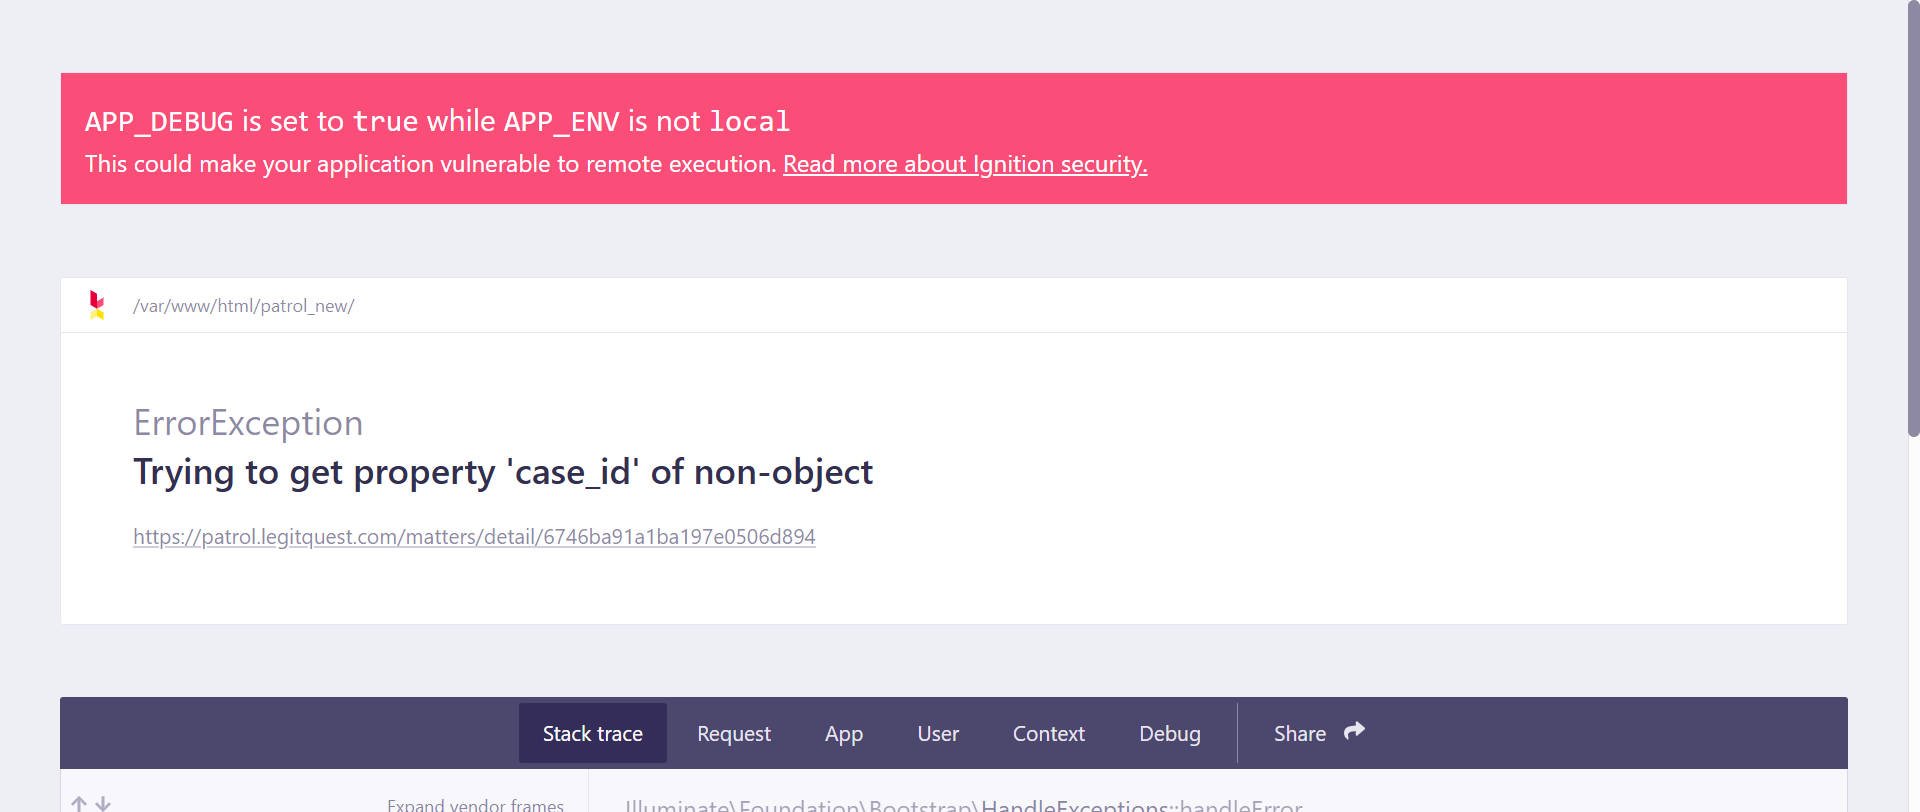 APP_DEBUG is set to true while APP_ENV is not local
This could make your application vulnerable to remote execution. Read more about Ignition security.
/var/www/html/patrol_new/
ErrorException
Trying to get property 'case_id' of non-object
https://patrol.legitquest.com/matters/detail/6746ba91a1ba197e0506d894
Stack trace Request App User Context Debug Share
Expand vendor frames
Illuminate\Foundation\Bootstrap\HandleExceptions::handleError